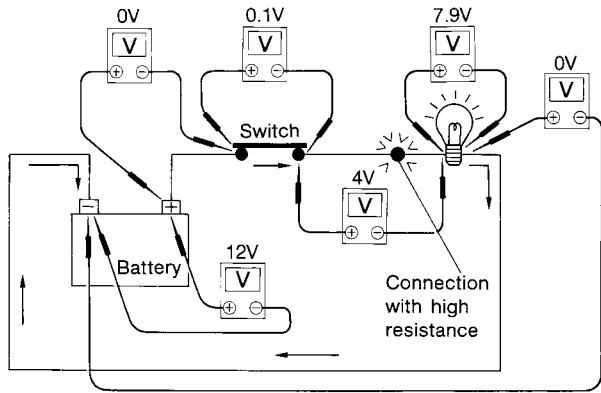 0V
0.1V
7.9V
0V
V
+ −
V
+ −
V
+ −
V
+ −
Switch
4V
V
+ −
− +
Battery
12V
V
+ −
Connection
with high
resistance